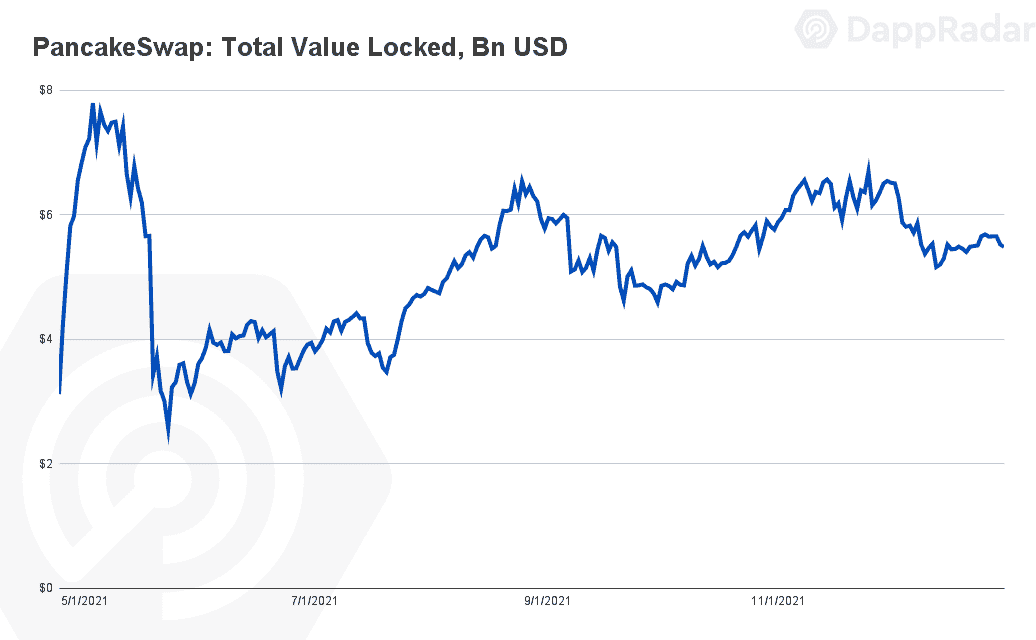 DappRadar
PancakeSwap: Total Value Locked, Bn USD
$8
$6
$4
$2
$0
5/1/2021 7/1/2021 9/1/2021 11/1/2021